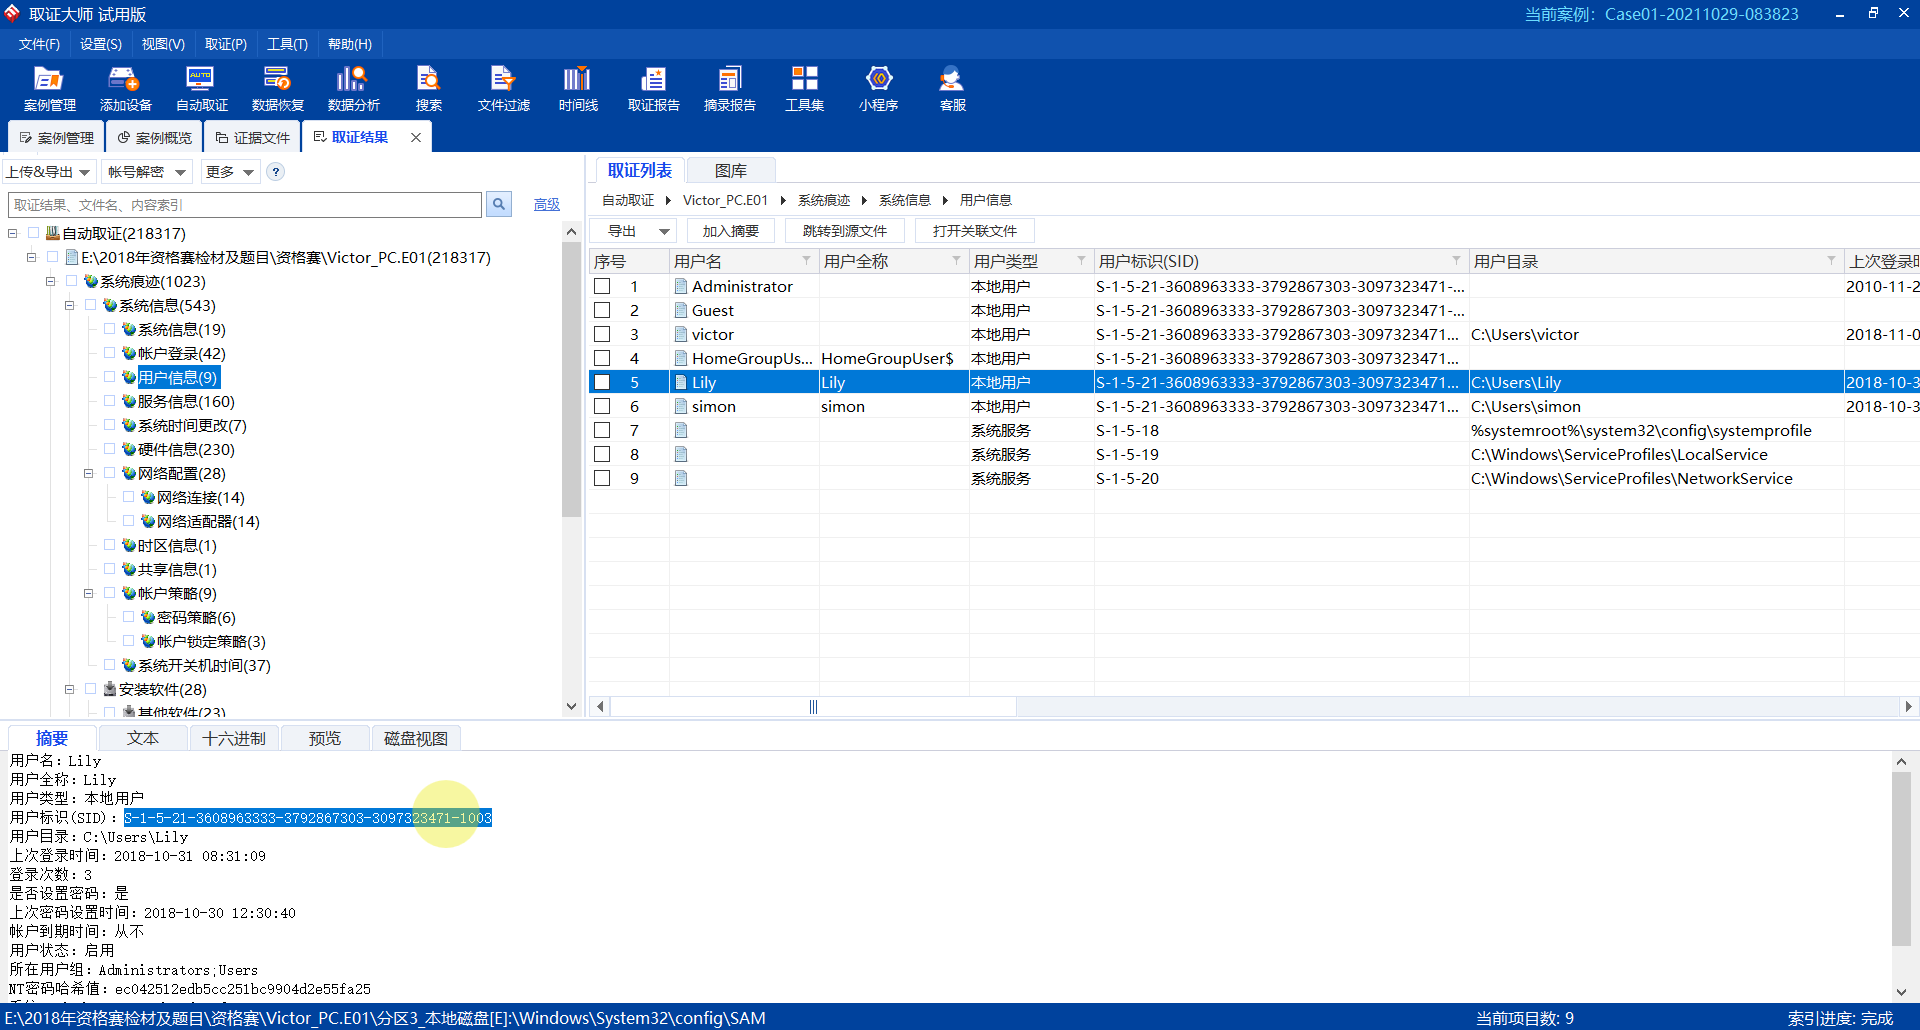 取证大师 试用版
当前案例：Case01-20211029-083823
文件(F) 设置(S) 视图(V) 取证(P) 工具(T) 帮助(H)
案例管理 添加设备 自动取证 数据恢复 数据分析 搜索 文件过滤 时间线 取证报告 摘录报告 工具集 小程序 客服
案例管理 案例概览 证据文件 取证结果
上传&导出 帐号解密 更多 ?
取证结果、文件名、内容索引 高级
自动取证(218317)
E:\2018年资格赛检材及题目\资格赛\Victor_PC.E01(218317)
系统痕迹(1023)
系统信息(543)
系统信息(19)
帐户登录(42)
用户信息(9)
服务信息(160)
系统时间更改(7)
硬件信息(230)
网络配置(28)
网络连接(14)
网络适配器(14)
时区信息(1)
共享信息(1)
帐户策略(9)
密码策略(6)
帐户锁定策略(3)
系统开关机时间(37)
安装软件(28)
其他软件(23)
取证列表 图库
自动取证 Victor_PC.E01 系统痕迹 系统信息 用户信息
导出 加入摘要 跳转到源文件 打开关联文件
序号 用户名 用户全称 用户类型 用户标识(SID) 用户目录 上次登录时
1 Administrator 本地用户 S-1-5-21-3608963333-3792867303-3097323471-... 2010-11-2
2 Guest 本地用户 S-1-5-21-3608963333-3792867303-3097323471-...
3 victor 本地用户 S-1-5-21-3608963333-3792867303-3097323471... C:\Users\victor 2018-11-0
4 HomeGroupUs... HomeGroupUser$ 本地用户 S-1-5-21-3608963333-3792867303-3097323471...
5 Lily Lily 本地用户 S-1-5-21-3608963333-3792867303-3097323471... C:\Users\Lily 2018-10-3
6 simon simon 本地用户 S-1-5-21-3608963333-3792867303-3097323471... C:\Users\simon 2018-10-3
7 系统服务 S-1-5-18 %systemroot%\system32\config\systemprofile
8 系统服务 S-1-5-19 C:\Windows\ServiceProfiles\LocalService
9 系统服务 S-1-5-20 C:\Windows\ServiceProfiles\NetworkService
摘要 文本 十六进制 预览 磁盘视图
用户名：Lily
用户全称：Lily
用户类型：本地用户
用户标识(SID)：S-1-5-21-3608963333-3792867303-3097323471-1003
用户目录：C:\Users\Lily
上次登录时间：2018-10-31 08:31:09
登录次数：3
是否设置密码：是
上次密码设置时间：2018-10-30 12:30:40
帐户到期时间：从不
用户状态：启用
所在用户组：Administrators;Users
NT密码哈希值：ec042512edb5cc251bc9904d2e55fa25
E:\2018年资格赛检材及题目\资格赛\Victor_PC.E01\分区3_本地磁盘[E]:\Windows\System32\config\SAM
当前项目数: 9
索引进度: 完成